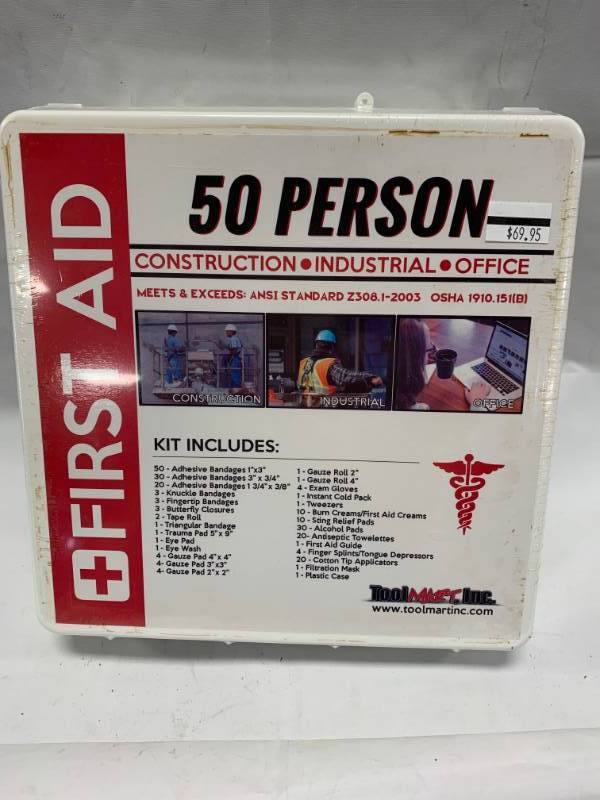 FIRST AID
50 PERSON
$69.95
CONSTRUCTION • INDUSTRIAL • OFFICE
MEETS & EXCEEDS: ANSI STANDARD Z308.1-2003 OSHA 1910.151(B)
CONSTRUCTION
INDUSTRIAL
OFFICE
KIT INCLUDES:
50 - Adhesive Bandages 1"x3"
30 - Adhesive Bandages 3" x 3/4"
20 - Adhesive Bandages 1 3/4"x 3/8"
3 - Knuckle Bandages
3 - Fingertip Bandages
3 - Butterfly Closures
2 - Tape Roll
1 - Triangular Bandage
1 - Trauma Pad 5"x 9"
1 - Eye Pad
1 - Eye Wash
4 - Gauze Pad 4"x 4"
4- Gauze Pad 3"x3"
4- Gauze Pad 2"x 2"
1 - Gauze Roll 2"
1 - Gauze Roll 4"
4 - Exam Gloves
1 - Instant Cold Pack
1 - Tweezers
10 - Burn Creams/First Aid Creams
10 - Sting Relief Pads
30 - Alcohol Pads
20- Antiseptic Towelettes
1 - First Aid Guide
4 - Finger Splints/Tongue Depressors
20 - Cotton Tip Applicators
1 - Filtration Mask
1 - Plastic Case
ToolMart, Inc.
www.toolmartinc.com